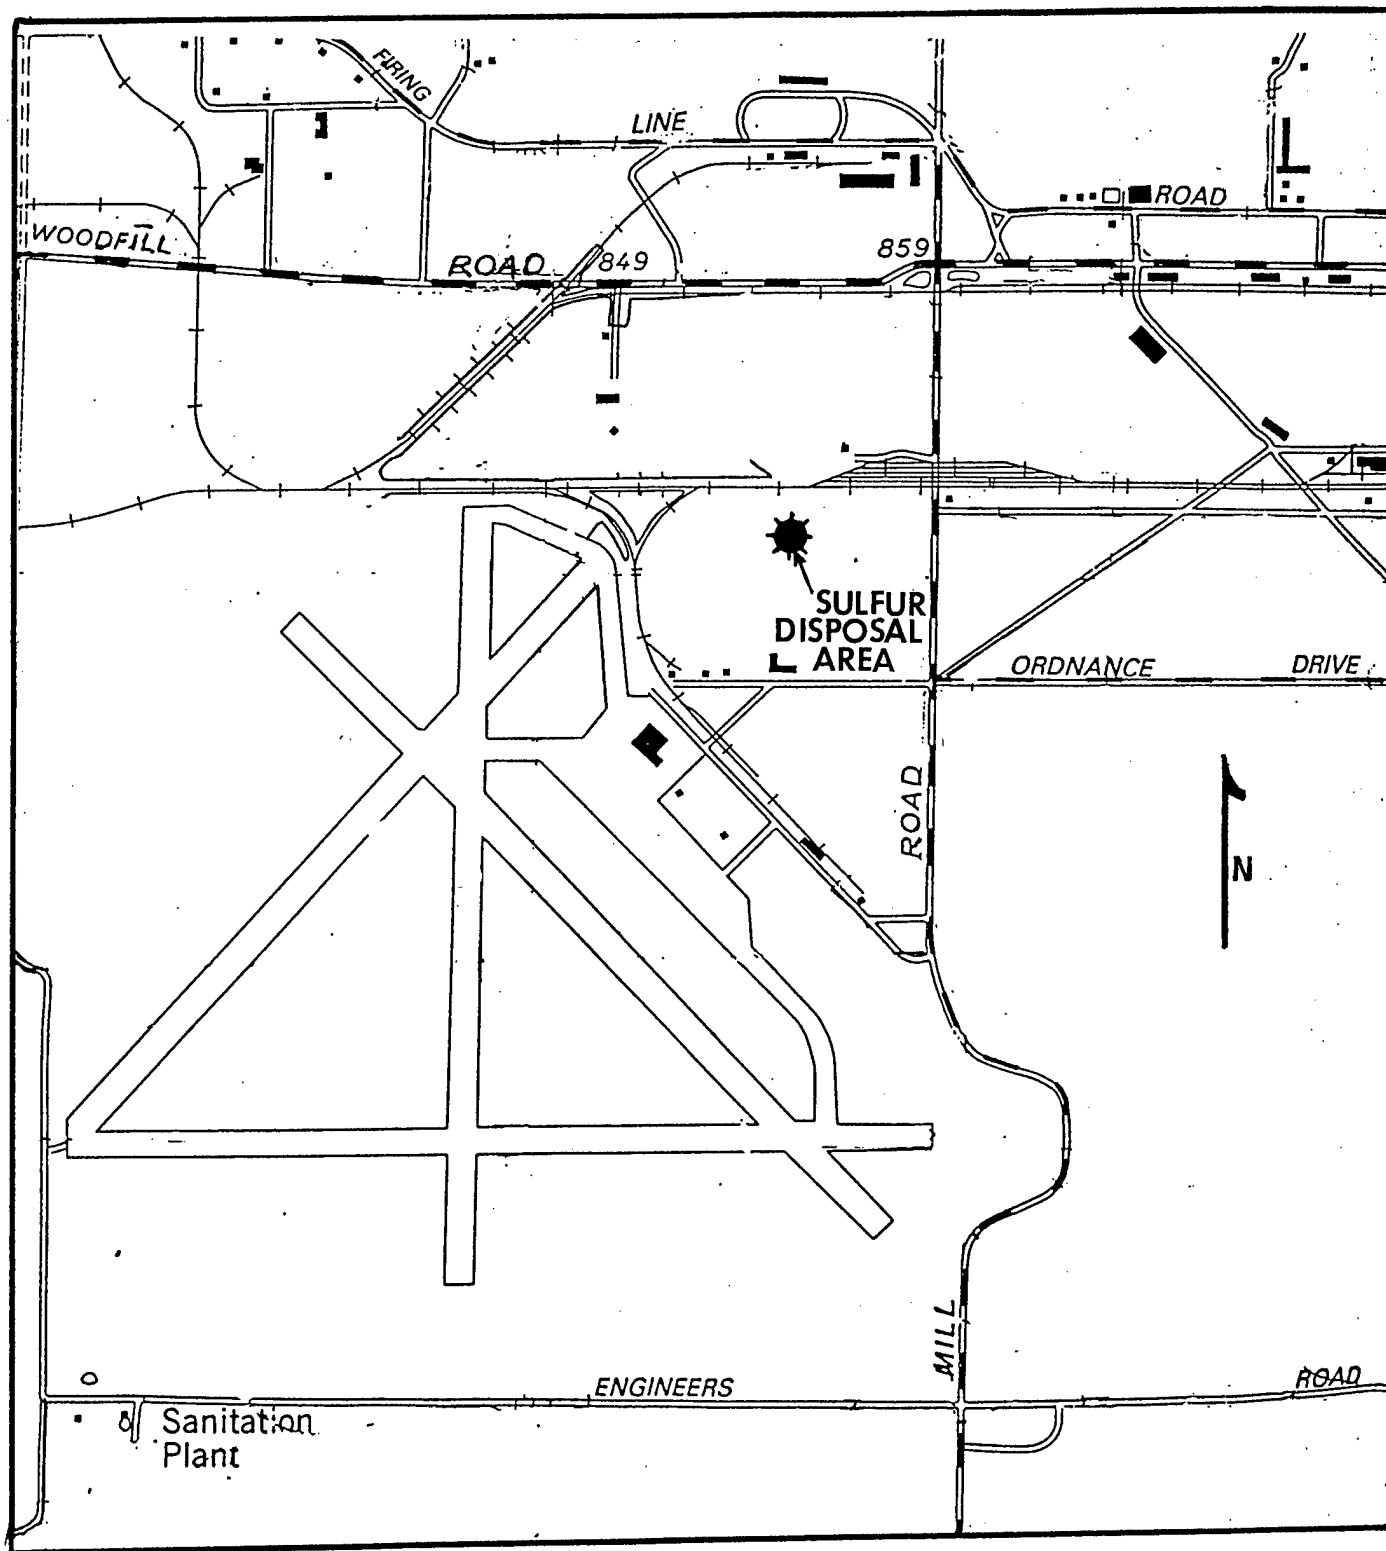 FIRING
LINE
ROAD
WOODFILL
ROAD
849
859
SULFUR
DISPOSAL
AREA
ORDNANCE DRIVE
ROAD
N
MILL
ENGINEERS
ROAD
Sanitation
Plant